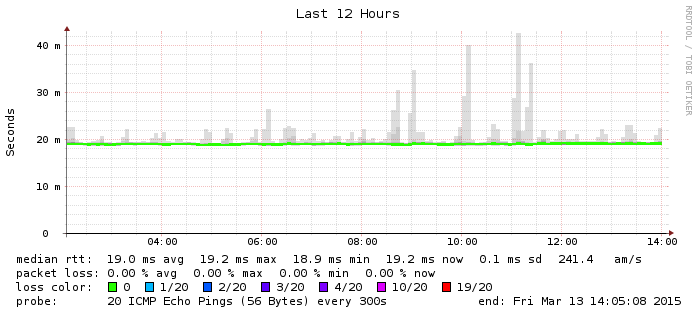 Last 12 Hours
RRDTOOL / TOBI OETIKER
Seconds
40 m
30 m
20 m
10 m
0
04:00 06:00 08:00 10:00 12:00 14:00
median rtt: 19.0 ms avg 19.2 ms max 18.9 ms min 19.2 ms now 0.1 ms sd 241.4 am/s
packet loss: 0.00 % avg 0.00 % max 0.00 % min 0.00 % now
loss color: 0 1/20 2/20 3/20 4/20 10/20 19/20
probe: 20 ICMP Echo Pings (56 Bytes) every 300s end: Fri Mar 13 14:05:08 2015